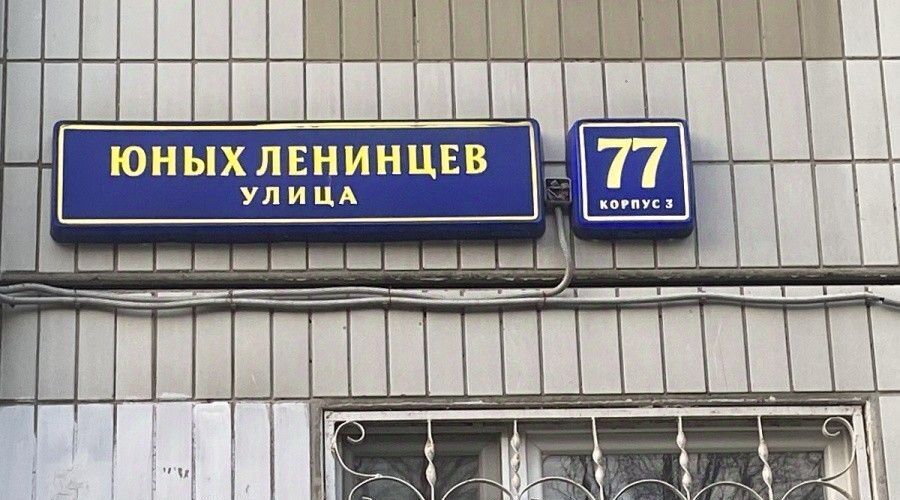 ЮНЫХ ЛЕНИНЦЕВ
УЛИЦА
77
КОРПУС 3